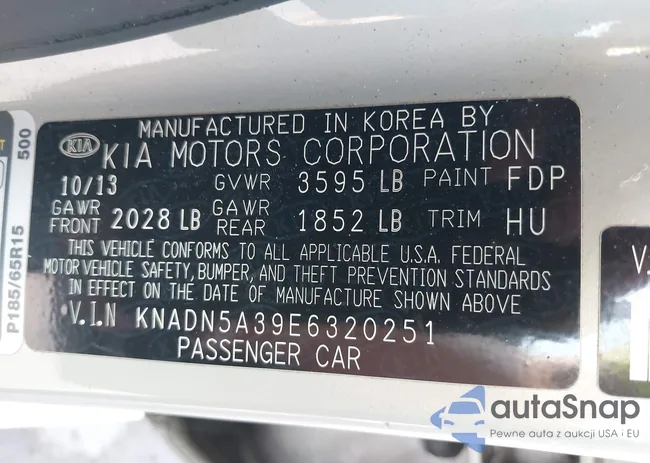 MANUFACTURED IN KOREA BY
KIA KIA MOTORS CORPORATION
10/13 GVWR 3595 LB PAINT FDP
GAWR FRONT 2028 LB GAWR REAR 1852 LB TRIM HU
THIS VEHICLE CONFORMS TO ALL APPLICABLE U.S.A. FEDERAL
MOTOR VEHICLE SAFETY, BUMPER, AND THEFT PREVENTION STANDARDS
IN EFFECT ON THE DATE OF MANUFACTURE SHOWN ABOVE
V.I.N KNADN5A39E6320251
PASSENGER CAR
P185/65R15
500
autaSnap
Pewne auta z aukcji USA i EU